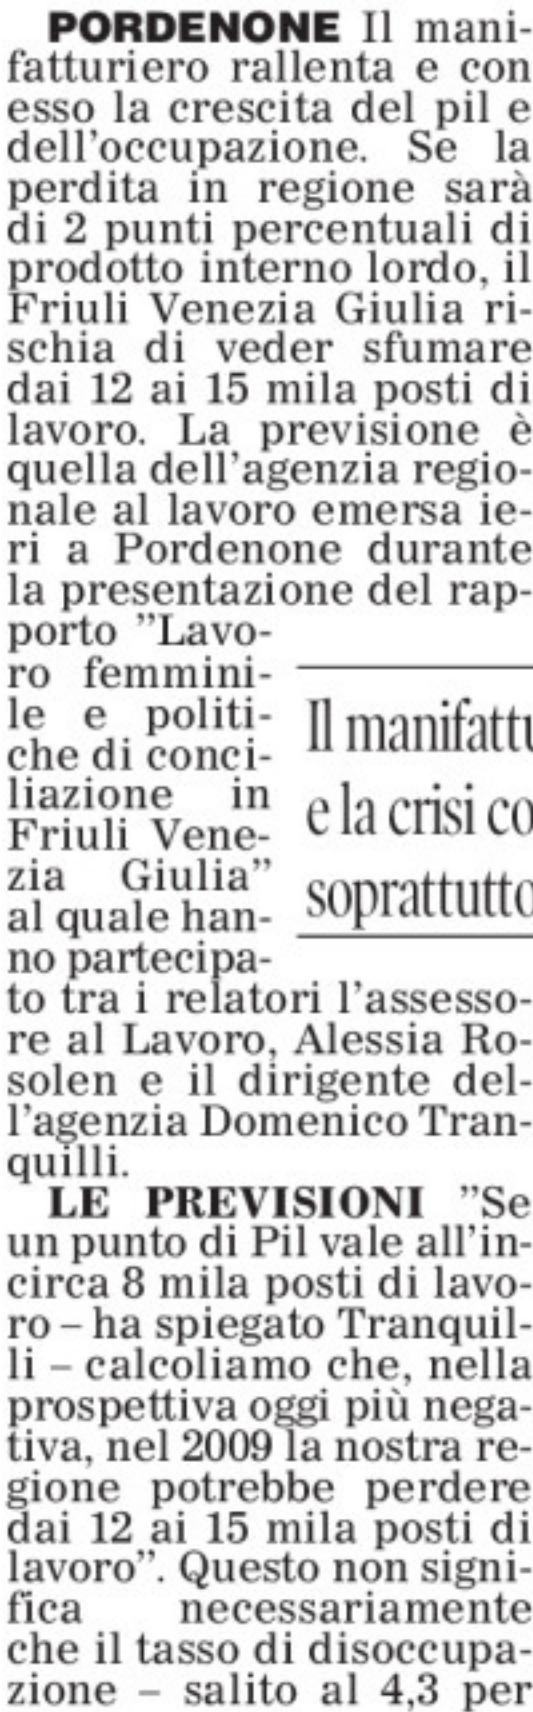 PORDENONE Il mani-
fatturiero rallenta e con
esso la crescita del pil e
dell'occupazione. Se la
perdita in regione sarà
di 2 punti percentuali di
prodotto interno lordo, il
Friuli Venezia Giulia ri-
schia di veder sfumare
dai 12 ai 15 mila posti di
lavoro. La previsione è
quella dell'agenzia regio-
nale al lavoro emersa ie-
ri a Pordenone durante
la presentazione del rap-
porto ”Lavo-
ro femmini-
le e politi-
che di conci-
liazione in
Friuli Vene-
zia Giulia”
al quale han-
no partecipa-
to tra i relatori l'assesso-
re al Lavoro, Alessia Ro-
solen e il dirigente del-
l'agenzia Domenico Tran-
quilli.
LE PREVISIONI ”Se
un punto di Pil vale all'in-
circa 8 mila posti di lavo-
ro – ha spiegato Tranquil-
li – calcoliamo che, nella
prospettiva oggi più nega-
tiva, nel 2009 la nostra re-
gione potrebbe perdere
dai 12 ai 15 mila posti di
lavoro”. Questo non signi-
fica necessariamente
che il tasso di disoccupa-
zione – salito al 4,3 per
Il manifattu
e la crisi co
soprattutto